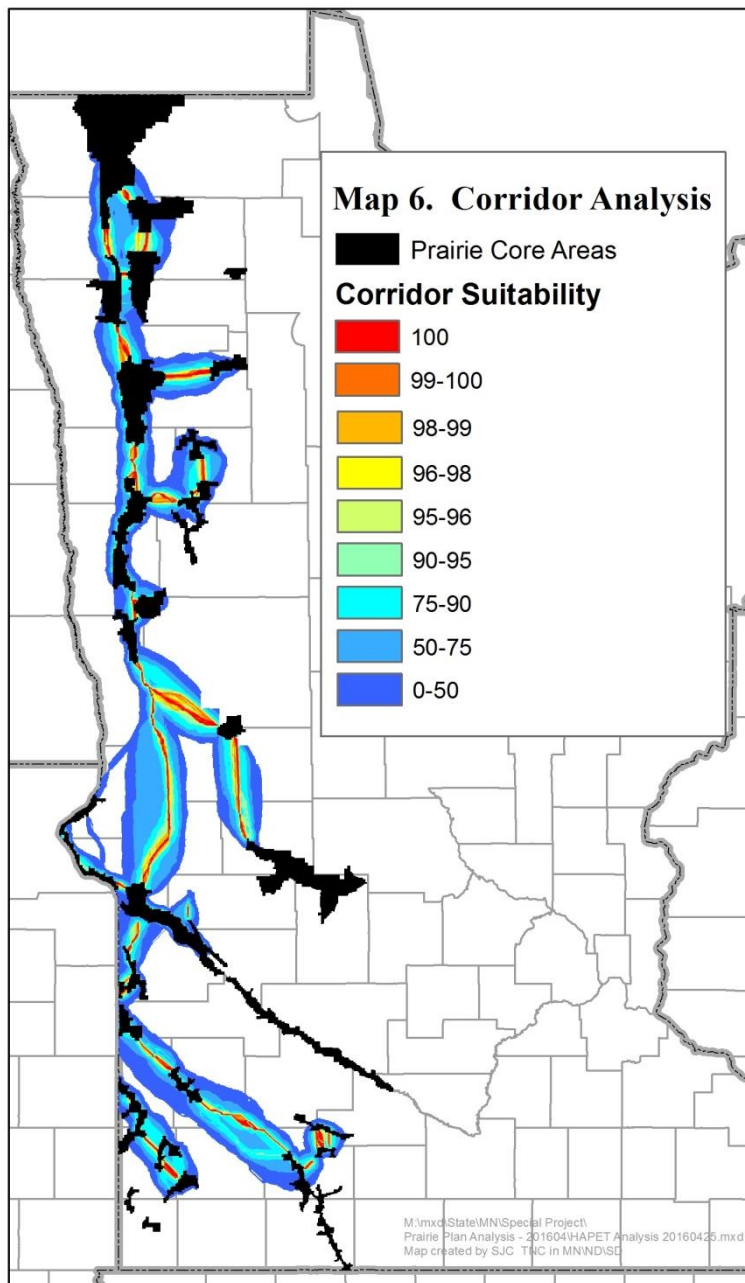 Map 6. Corridor Analysis
Prairie Core Areas
Corridor Suitability
100
99-100
98-99
96-98
95-96
90-95
75-90
50-75
0-50
M:\mxd\State\MN\Special Project\
Prairie Plan Analysis - 201604\HAPET Analysis 20160425.mxd
Map created by SJC TNC in MN\ND\SD